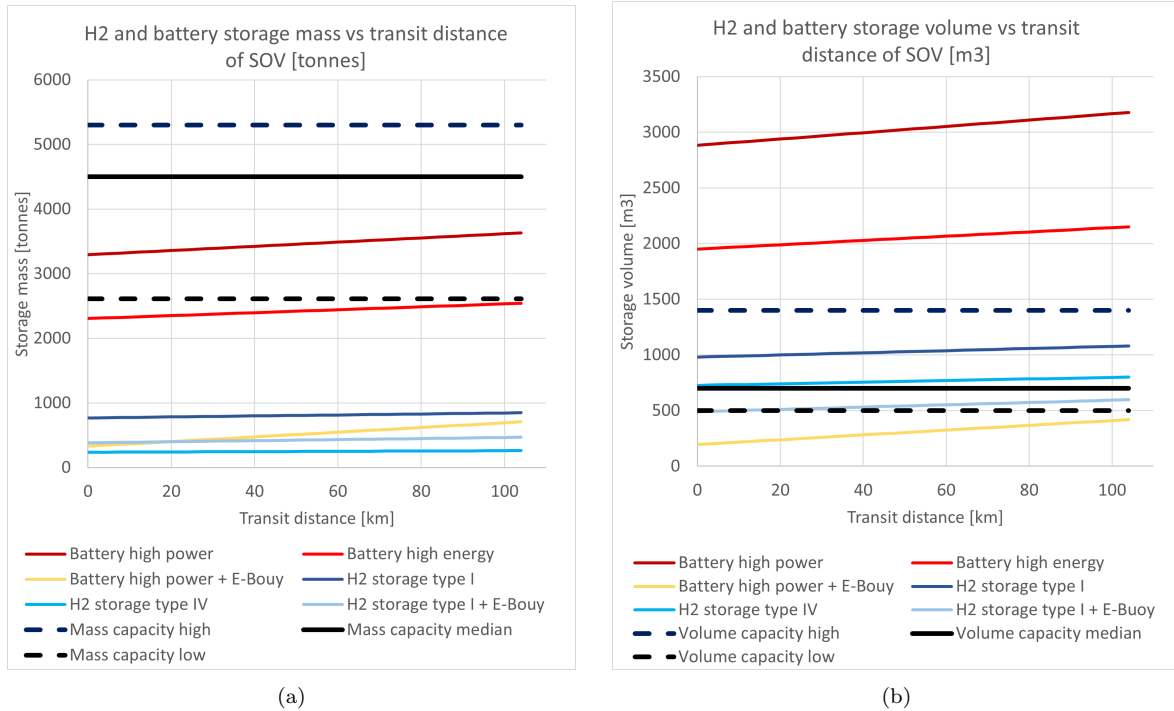 H2 and battery storage mass vs transit distance
of SOV [tonnes]
6000
5000
4000
3000
2000
1000
0
Storage mass [tonnes]
0 20 40 60 80 100
Transit distance [km]
Battery high power
Battery high energy
Battery high power + E-Bouy
H2 storage type I
H2 storage type IV
H2 storage type I + E-Bouy
Mass capacity high
Mass capacity median
Mass capacity low
(a)
H2 and battery storage volume vs transit
distance of SOV [m3]
3500
3000
2500
2000
1500
1000
500
0
Storage volume [m3]
0 20 40 60 80 100
Transit distance [km]
Battery high power
Battery high energy
Battery high power + E-Bouy
H2 storage type I
H2 storage type IV
H2 storage type I + E-Buoy
Volume capacity high
Volume capacity median
Volume capacity low
(b)